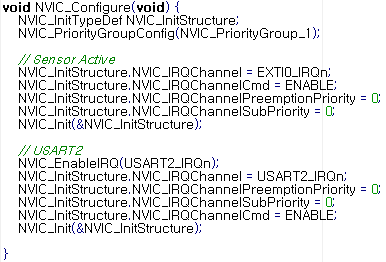 void NVIC_Configure(void) {
NVIC_InitTypeDef NVIC_InitStructure;
NVIC_PriorityGroupConfig(NVIC_PriorityGroup_1);
// Sensor Active
NVIC_InitStructure.NVIC_IRQChannel = EXTI0_IRQn;
NVIC_InitStructure.NVIC_IRQChannelCmd = ENABLE;
NVIC_InitStructure.NVIC_IRQChannelPreemptionPriority = 0;
NVIC_InitStructure.NVIC_IRQChannelSubPriority = 0;
NVIC_Init(&NVIC_InitStructure);
// USART2
NVIC_EnableIRQ(USART2_IRQn);
NVIC_InitStructure.NVIC_IRQChannel = USART2_IRQn;
NVIC_InitStructure.NVIC_IRQChannelPreemptionPriority = 0;
NVIC_InitStructure.NVIC_IRQChannelSubPriority = 0;
NVIC_InitStructure.NVIC_IRQChannelCmd = ENABLE;
NVIC_Init(&NVIC_InitStructure);
}